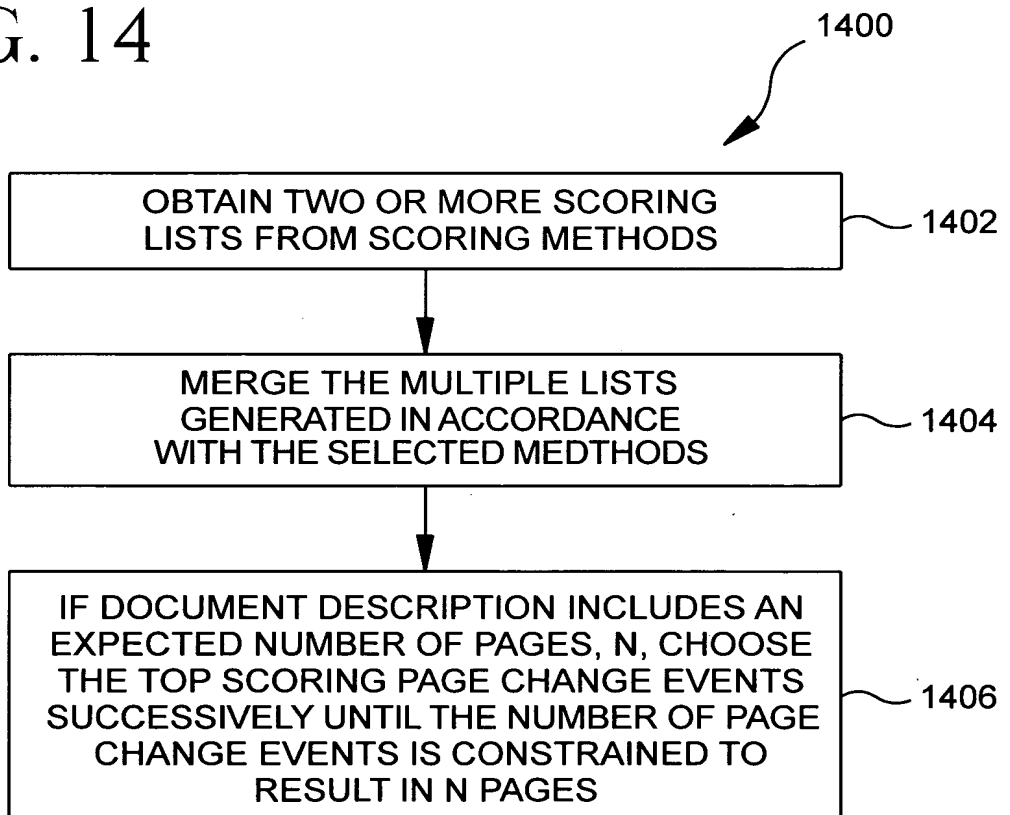 G. 14
1400
OBTAIN TWO OR MORE SCORING
LISTS FROM SCORING METHODS
1402
MERGE THE MULTIPLE LISTS
GENERATED IN ACCORDANCE
WITH THE SELECTED MEDTHODS
1404
IF DOCUMENT DESCRIPTION INCLUDES AN
EXPECTED NUMBER OF PAGES, N, CHOOSE
THE TOP SCORING PAGE CHANGE EVENTS
SUCCESSIVELY UNTIL THE NUMBER OF PAGE
CHANGE EVENTS IS CONSTRAINED TO
RESULT IN N PAGES
1406